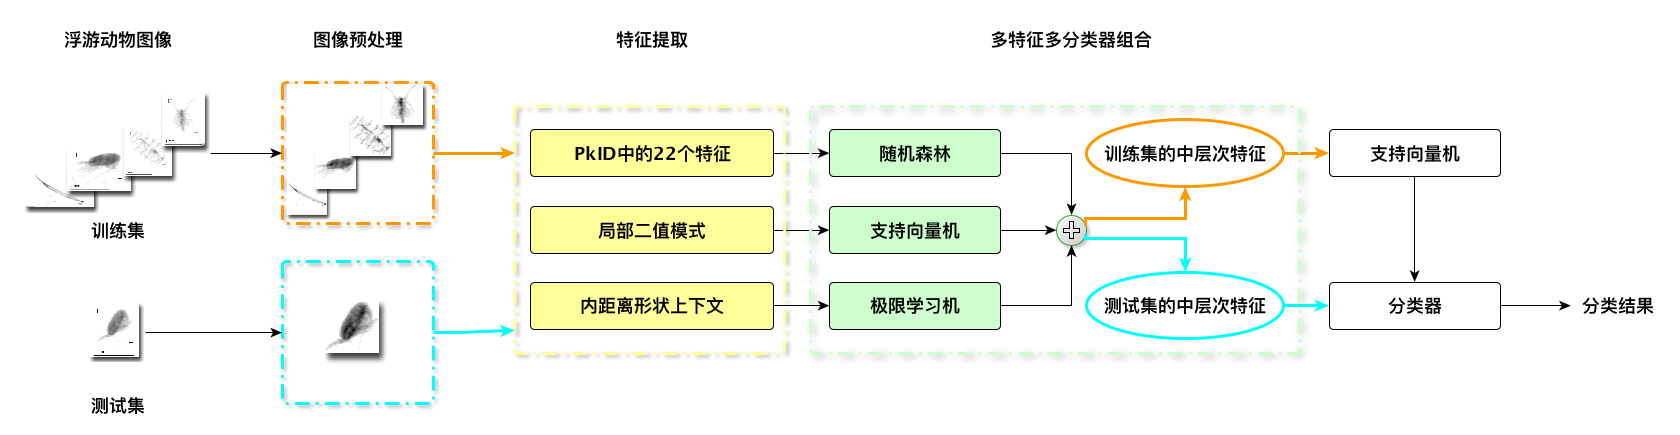 浮游动物图像
图像预处理
特征提取
多特征多分类器组合
PkID中的22个特征
随机森林
训练集的中层次特征
支持向量机
训练集
局部二值模式
支持向量机
内距离形状上下文
极限学习机
测试集的中层次特征
分类器
分类结果
测试集